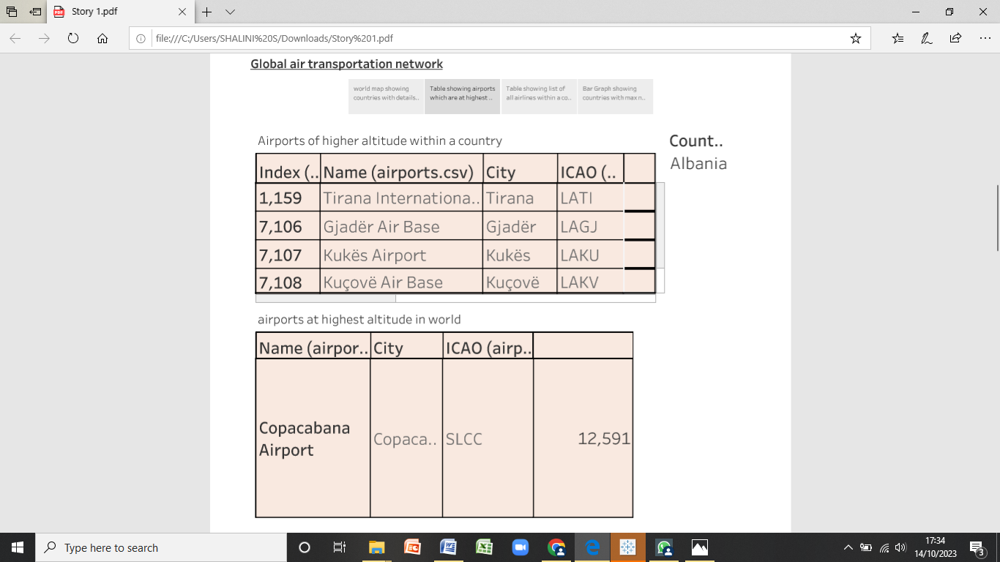 Story 1.pdf
file:///C:/Users/SHALINI%20S/Downloads/Story%201.pdf
Global air transportation network
world map showing countries with details..
Table showing airports which are at highest ..
Table showing list of all airlines within a co..
Bar Graph showing countries with max n..
Airports of higher altitude within a country
Count..
Albania
Index (.. Name (airports.csv) City ICAO (..
1,159 Tirana Internationa.. Tirana LATI
7,106 Gjadër Air Base Gjadër LAGJ
7,107 Kukës Airport Kukës LAKU
7,108 Kuçovë Air Base Kuçovë LAKV
airports at highest altitude in world
Name (airpor.. City ICAO (airp..
Copacabana
Airport
Copaca.. SLCC 12,591
Type here to search
17:34
14/10/2023
3